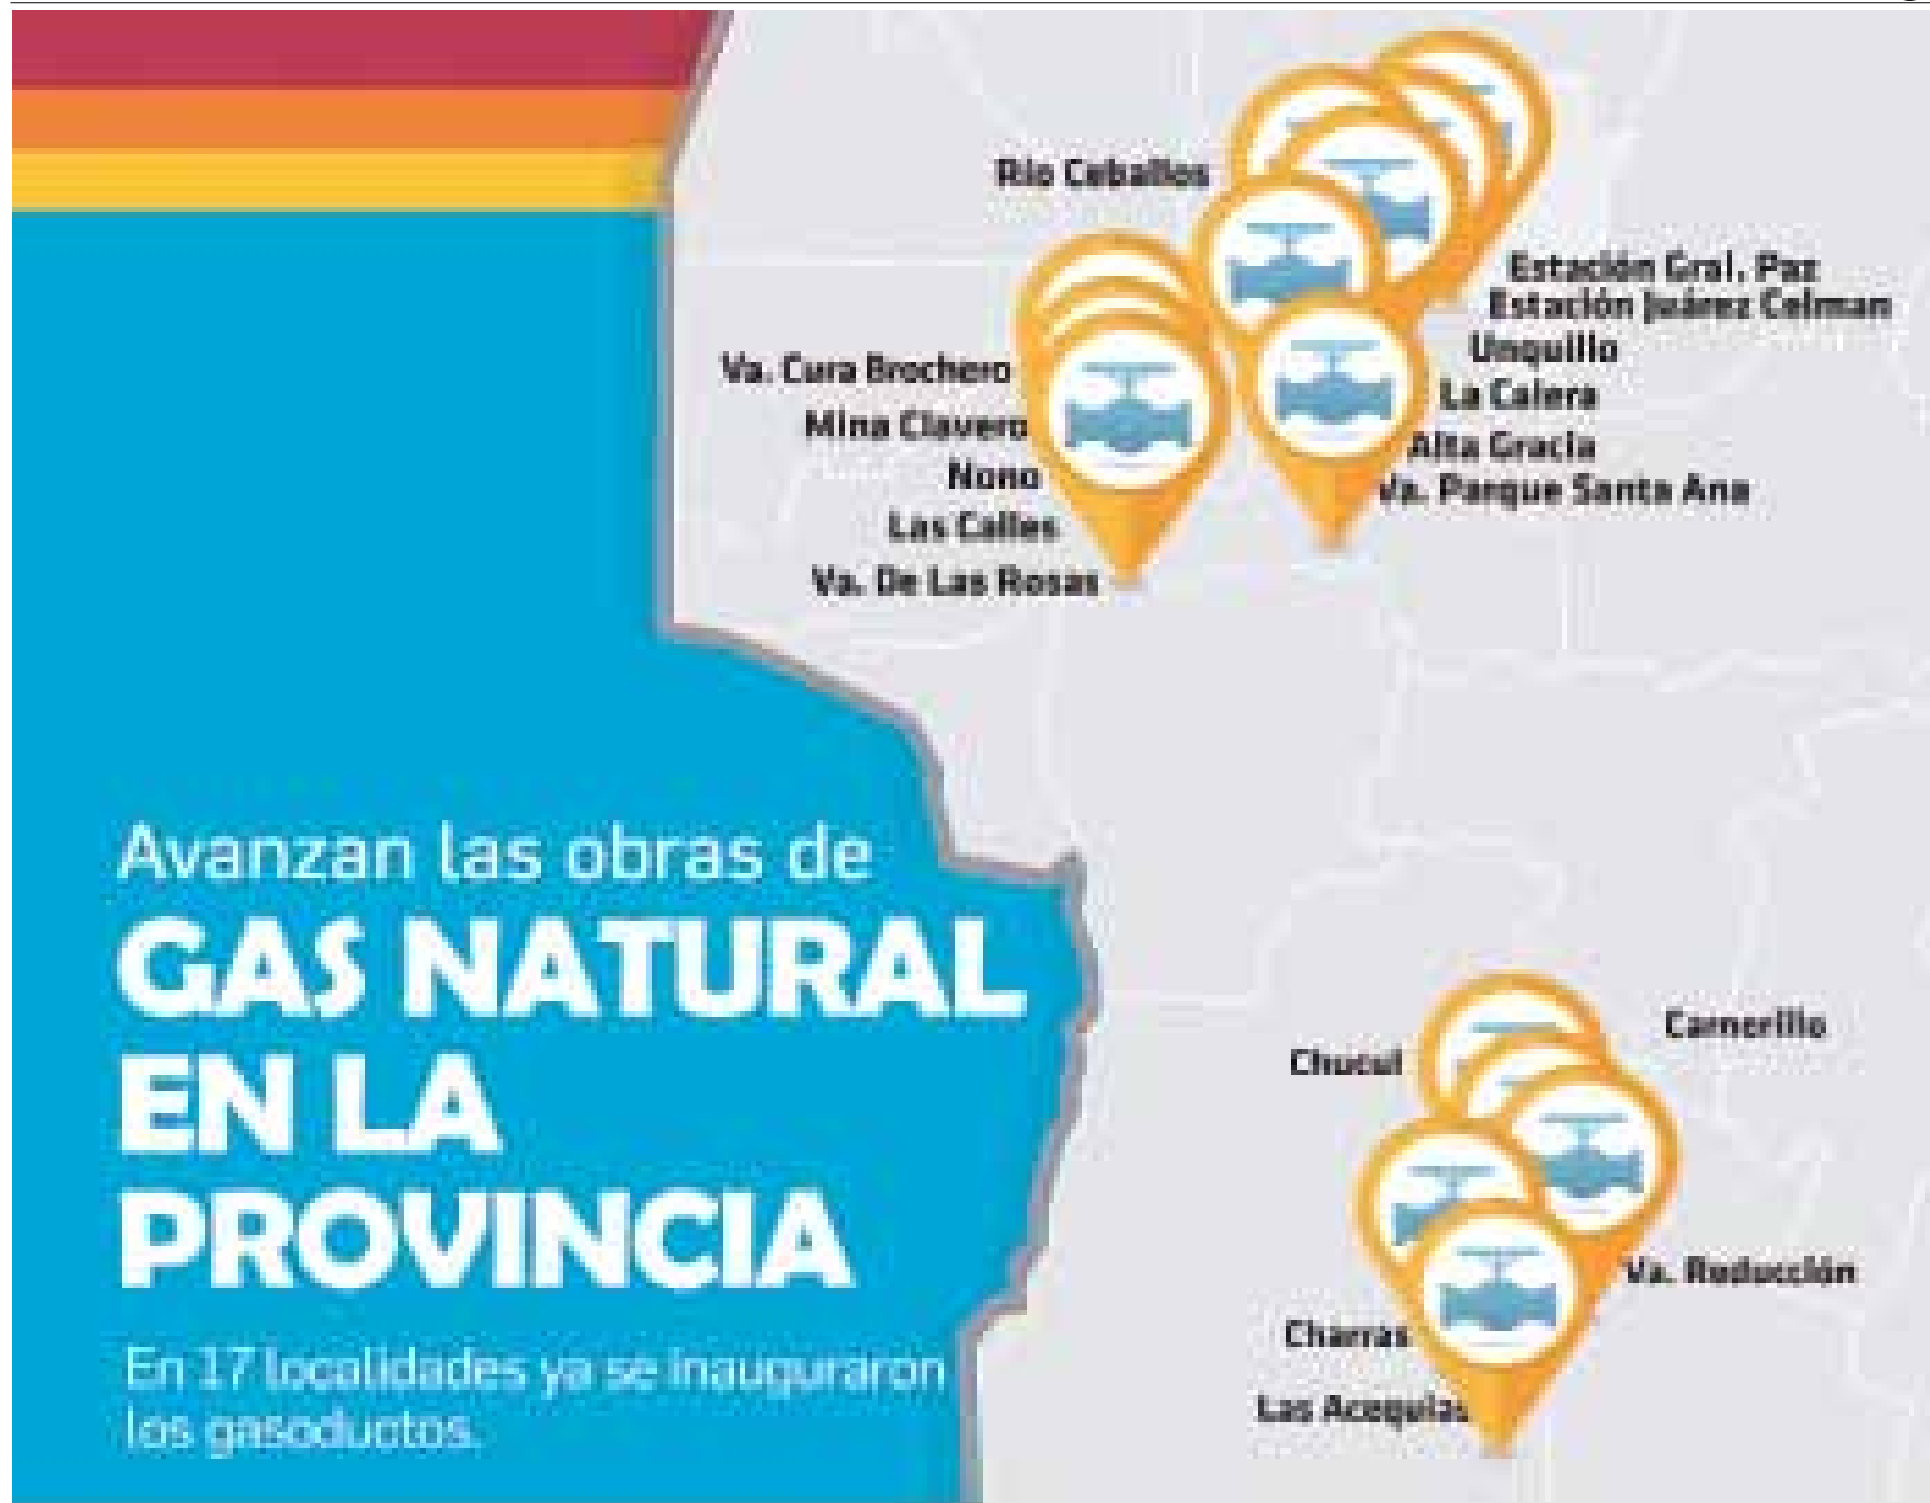 Río Ceballos
Estación Gral. Paz
Estación Juárez Celman
Unquillo
La Calera
Alta Gracia
Va. Parque Santa Ana
Va. Cura Brochero
Mina Clavero
Nono
Las Calles
Va. De Las Rosas
Avanzan las obras de
GAS NATURAL
EN LA
PROVINCIA
En 17 localidades ya se inauguraron
los gasoductos.
Carnerillo
Chucul
Va. Reducción
Charras
Las Acequias